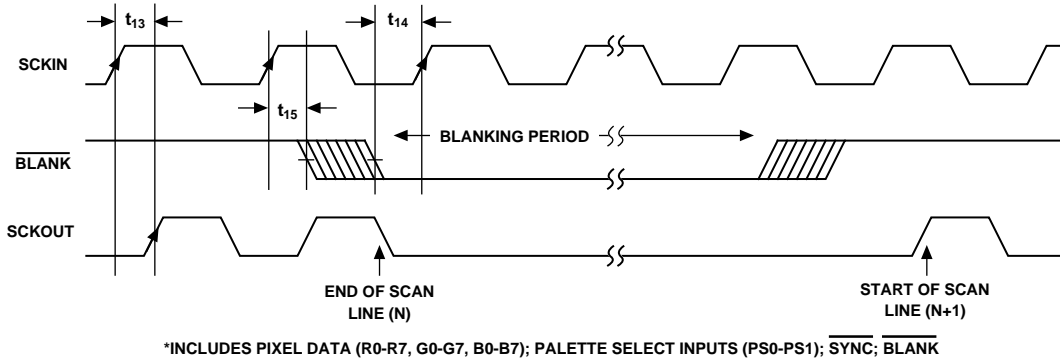 t13
t14
SCKIN
t15
BLANKING PERIOD
BLANK
SCKOUT
END OF SCAN
LINE (N)
START OF SCAN
LINE (N+1)
*INCLUDES PIXEL DATA (R0-R7, G0-G7, B0-B7); PALETTE SELECT INPUTS (PS0-PS1); SYNC; BLANK